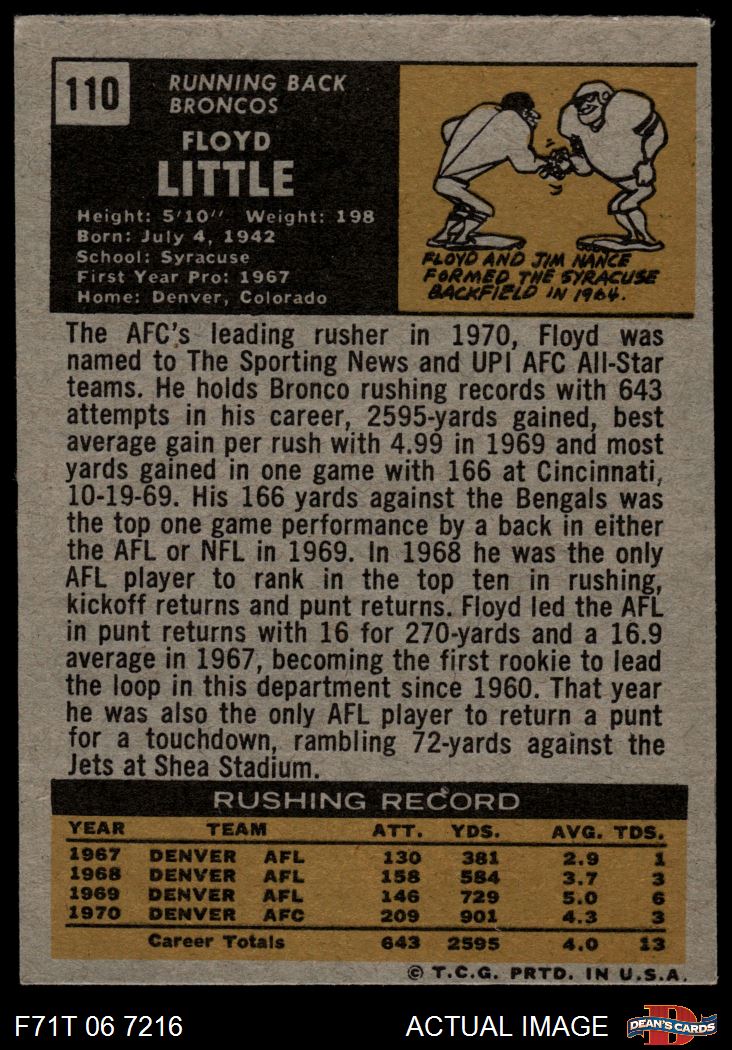 110
RUNNING BACK
BRONCOS
FLOYD
LITTLE
Height: 5'10" Weight: 198
Born: July 4, 1942
School: Syracuse
First Year Pro: 1967
Home: Denver, Colorado
FLOYD AND JIM NANCE
FORMED THE SYRACUSE
BACKFIELD IN 1964.
The AFC's leading rusher in 1970, Floyd was
named to The Sporting News and UPI AFC All-Star
teams. He holds Bronco rushing records with 643
attempts in his career, 2595-yards gained, best
average gain per rush with 4.99 in 1969 and most
yards gained in one game with 166 at Cincinnati,
10-19-69. His 166 yards against the Bengals was
the top one game performance by a back in either
the AFL or NFL in 1969. In 1968 he was the only
AFL player to rank in the top ten in rushing,
kickoff returns and punt returns. Floyd led the AFL
in punt returns with 16 for 270-yards and a 16.9
average in 1967, becoming the first rookie to lead
the loop in this department since 1960. That year
he was also the only AFL player to return a punt
for a touchdown, rambling 72-yards against the
Jets at Shea Stadium.
RUSHING RECORD
YEAR TEAM ATT. YDS. AVG. TDS.
1967 DENVER AFL 130 381 2.9 1
1968 DENVER AFL 158 584 3.7 3
1969 DENVER AFL 146 729 5.0 6
1970 DENVER AFC 209 901 4.3 3
Career Totals 643 2595 4.0 13
© T.C.G. PRTD. IN U.S.A.
F71T 06 7216 ACTUAL IMAGE
D
DEAN'S CARDS